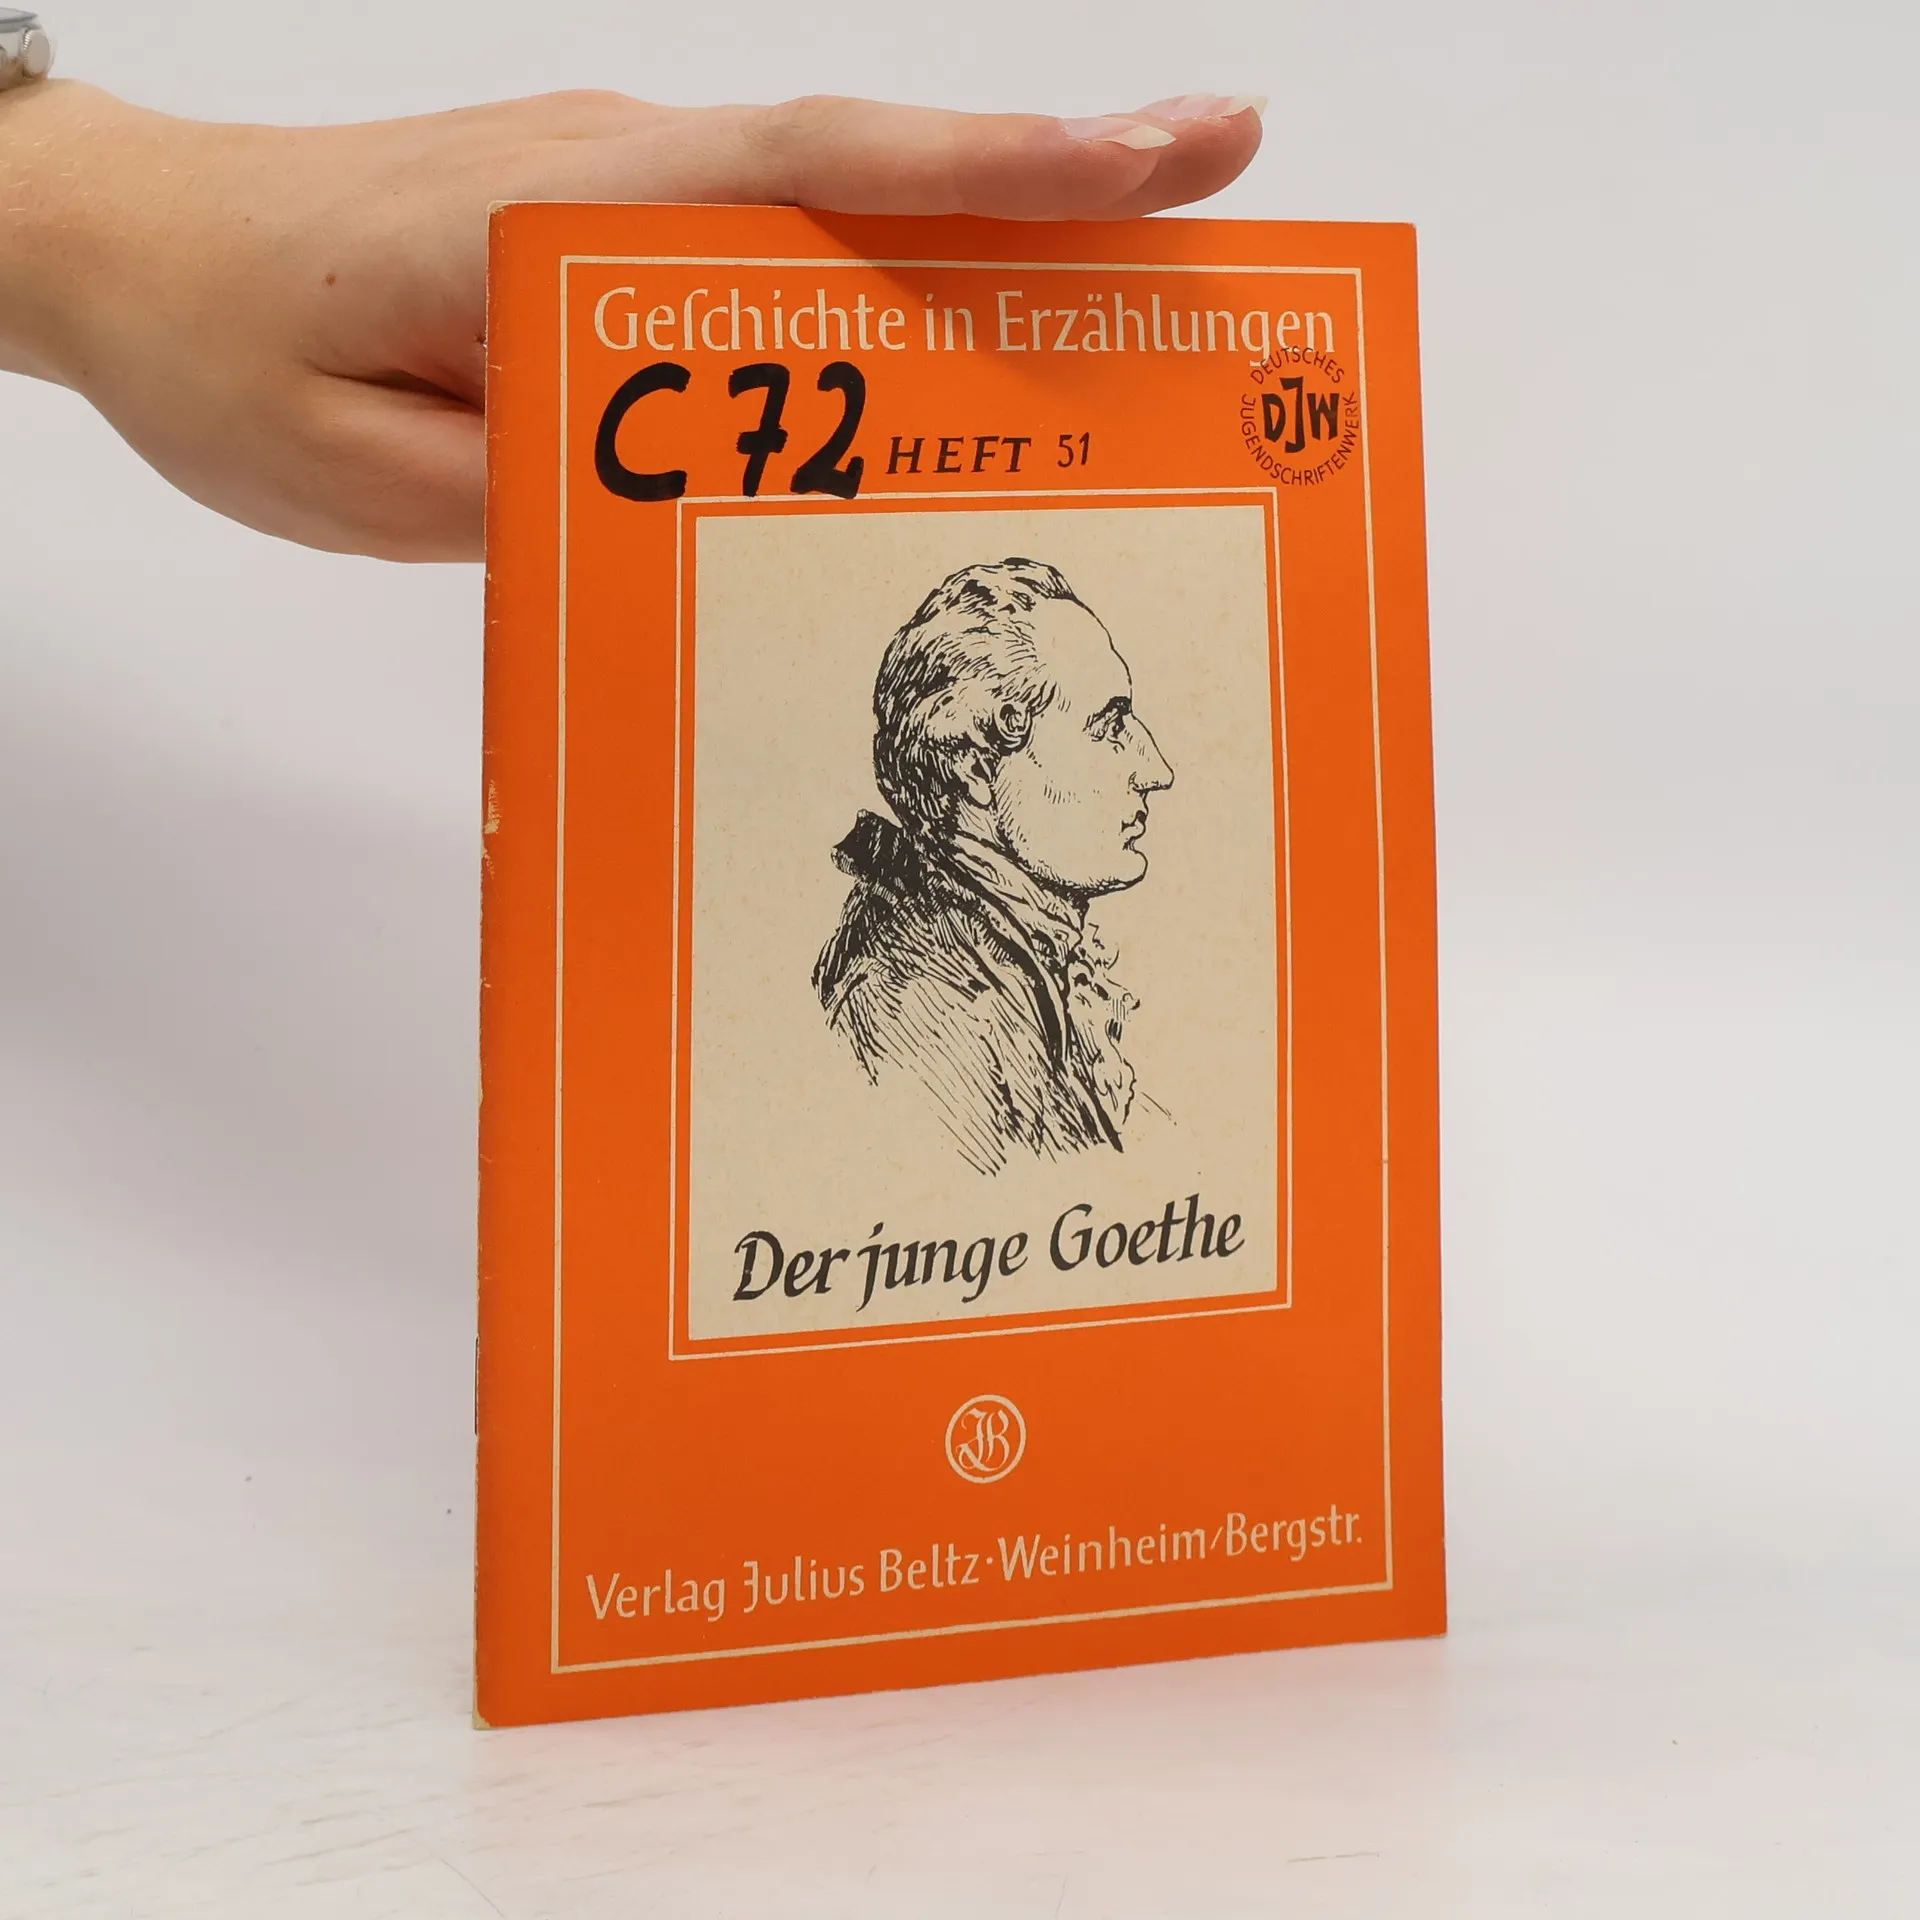 Geſchichte in Erzählungen
C 72 HEFT 51
DEUTSCHES JUGENDSCHRIFTENWERK
DJW
Der junge Goethe
JB
Verlag Julius Beltz·Weinheim/Bergstr.